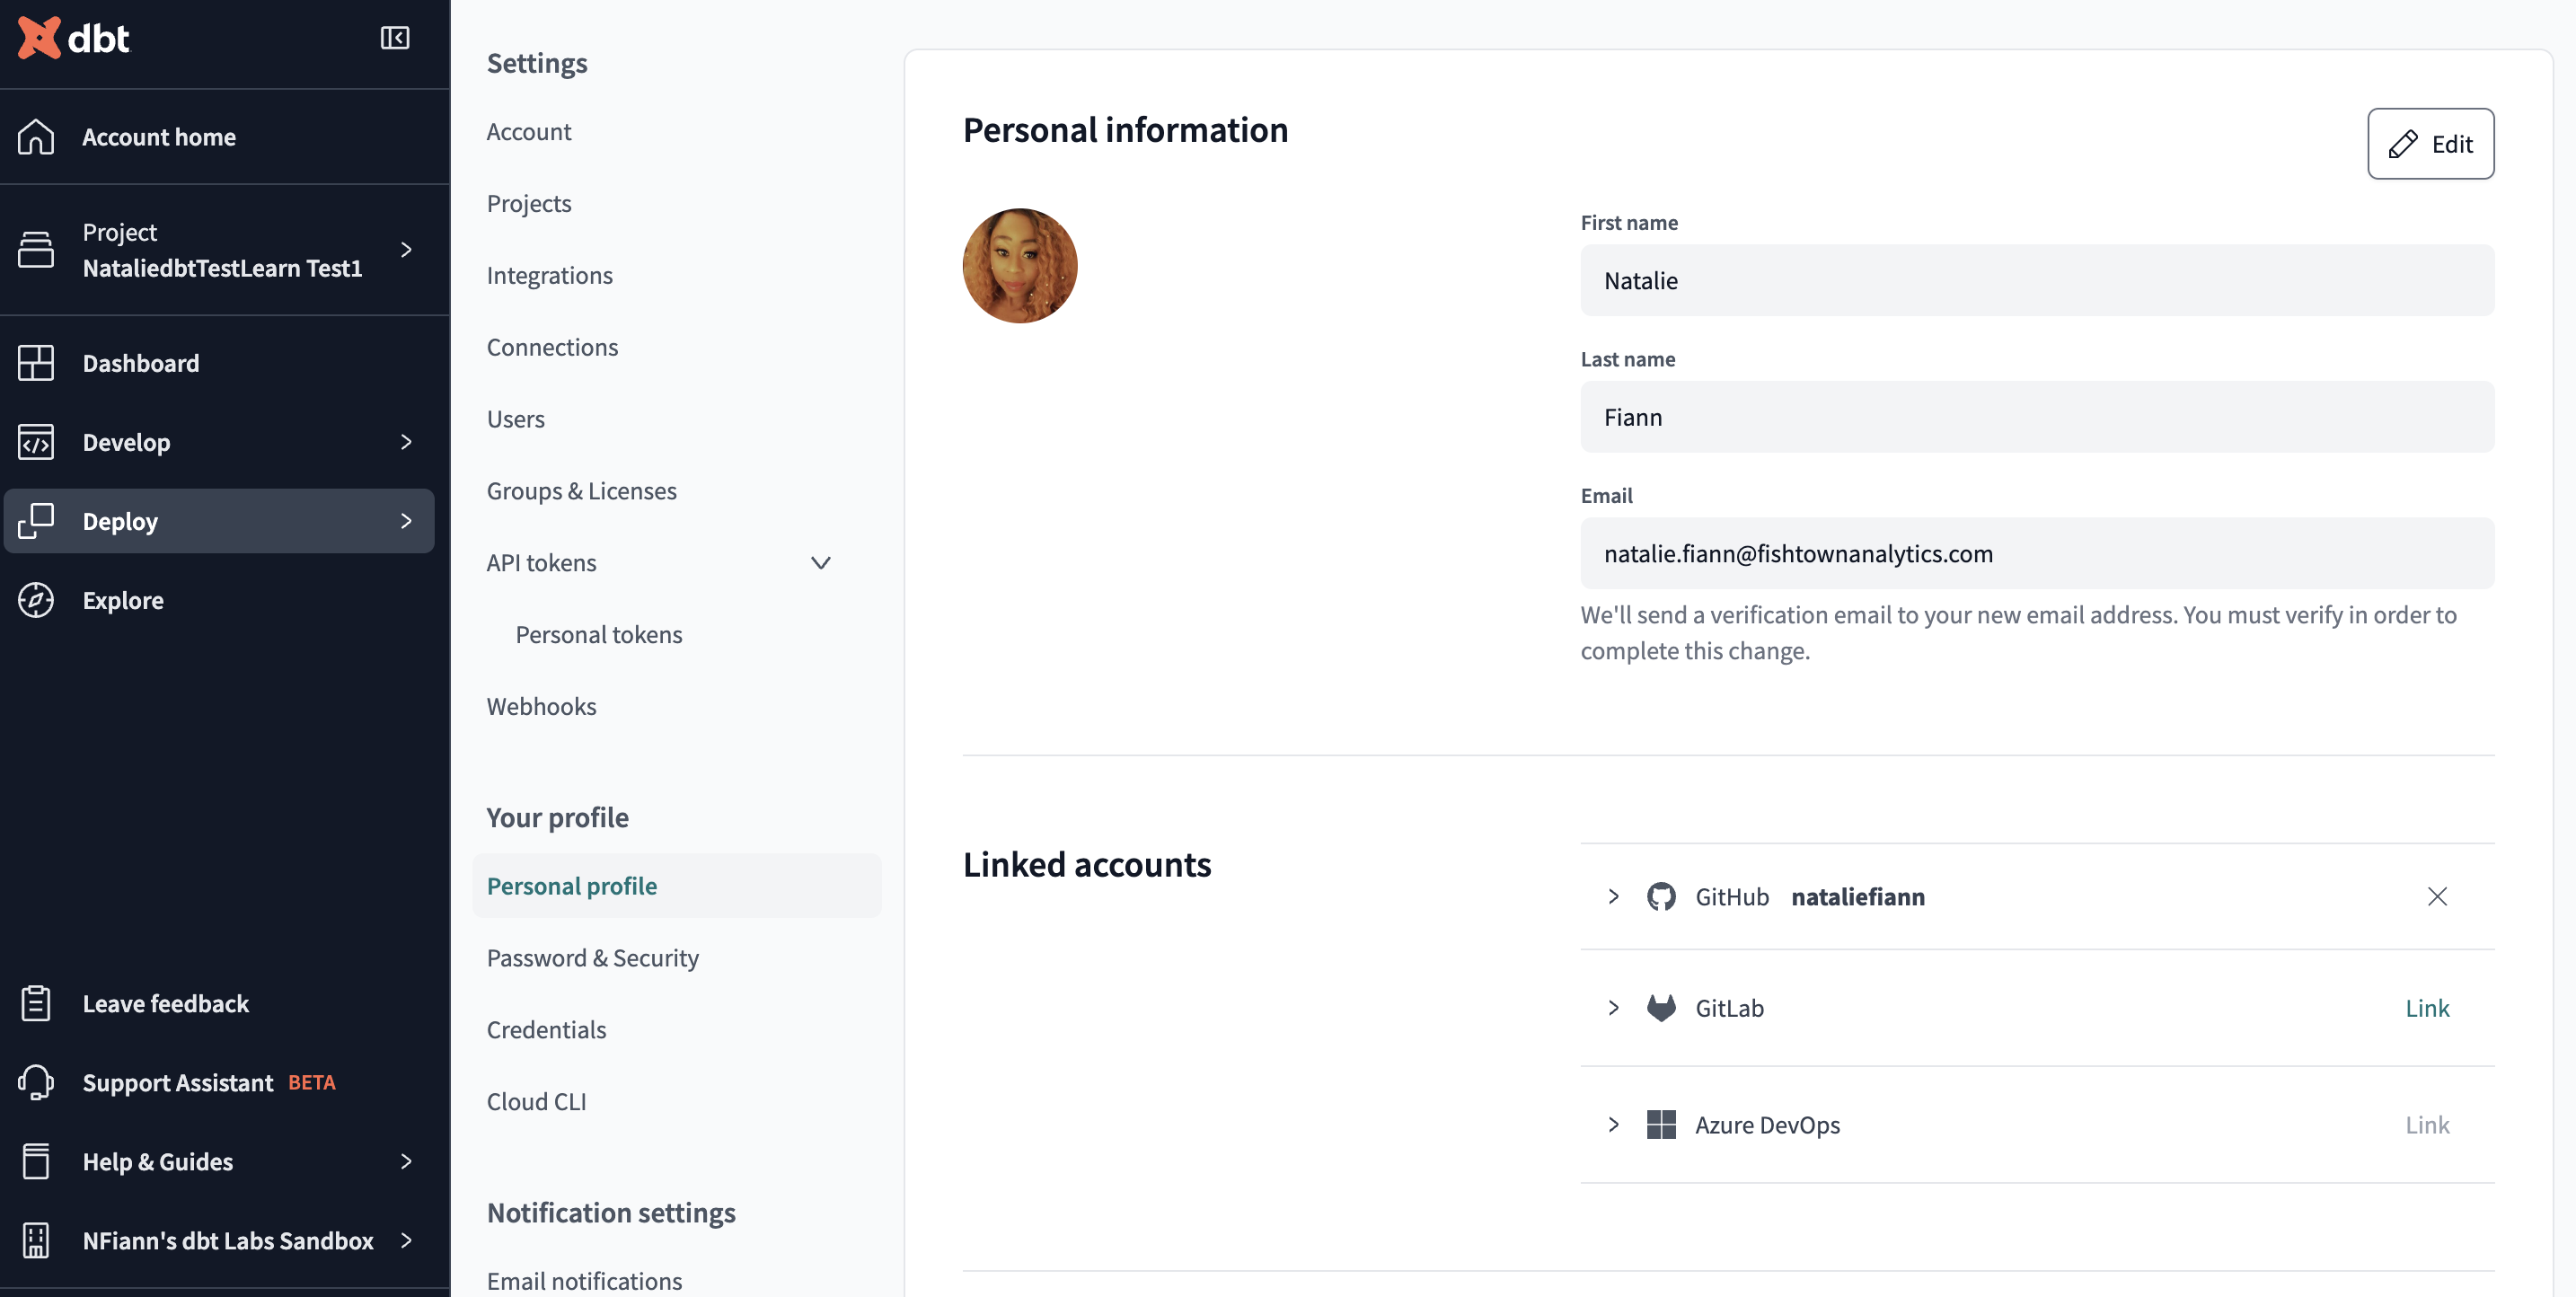 dbt
Account home
Project
NataliedbtTestLearn Test1
Dashboard
Develop
Deploy
Explore
Leave feedback
Support Assistant BETA
Help & Guides
NFiann's dbt Labs Sandbox
Settings
Account
Projects
Integrations
Connections
Users
Groups & Licenses
API tokens
Personal tokens
Webhooks
Your profile
Personal profile
Password & Security
Credentials
Cloud CLI
Notification settings
Email notifications
Personal information
Edit
First name
Natalie
Last name
Fiann
Email
natalie.fiann@fishtownanalytics.com
We'll send a verification email to your new email address. You must verify in order to
complete this change.
Linked accounts
GitHub nataliefiann
GitLab Link
Azure DevOps Link